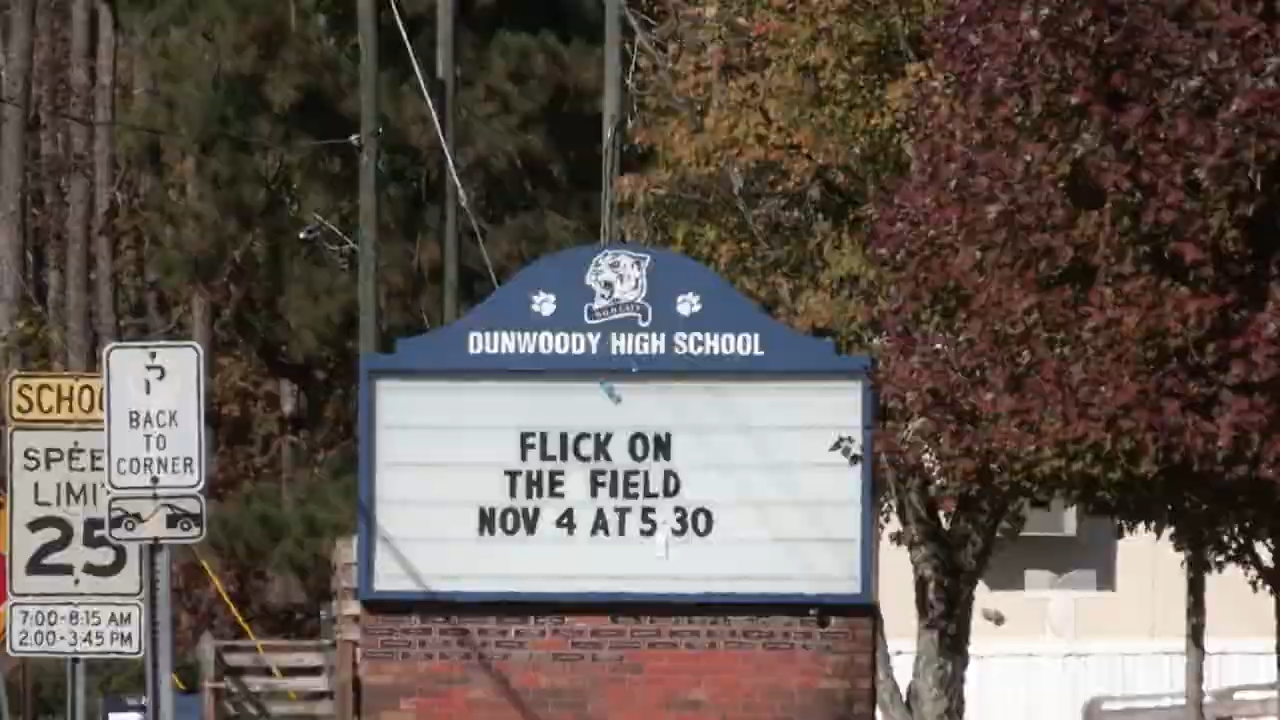 DUNWOODY HIGH SCHOOL
FLICK ON
THE FIELD
NOV 4 AT 5 30
SCHOO
SPEE
LIMI
25
7:00-8:15 AM
2:00-3:45 PM
BACK
TO
CORNER